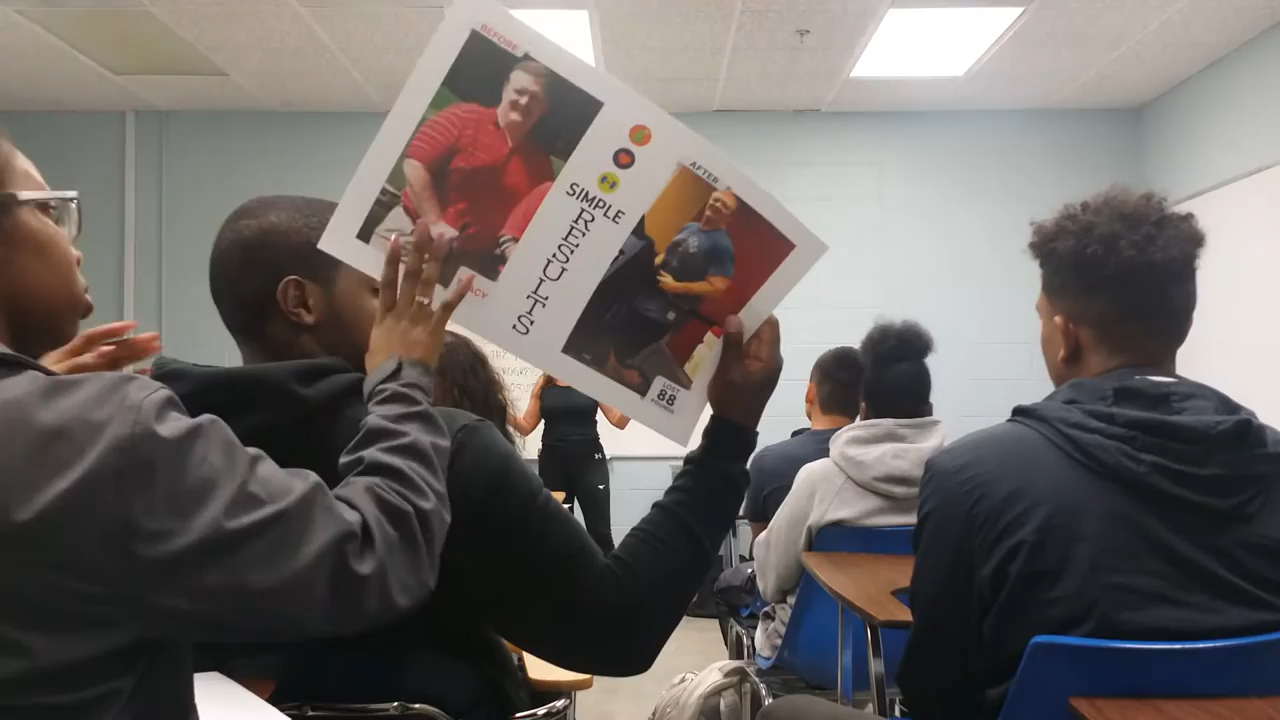 BEFORE
SIMPLE
RESULTS
AFTER
LOST
88
POUNDS